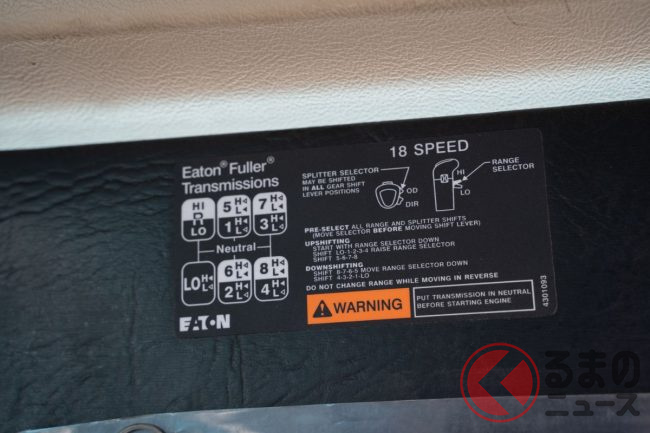 Eaton® Fuller®
Transmissions
18 SPEED
SPLITTER SELECTOR
MAY BE SHIFTED
IN ALL GEAR SHIFT
LEVER POSITIONS
OD
DIR
RANGE
SELECTOR
HI
LO
HI
R
LO
5 H L
1 H L
7 H L
3 H L
Neutral
LO H L
6 H L
2 H L
8 H L
4 H L
PRE-SELECT ALL RANGE AND SPLITTER SHIFTS
(MOVE SELECTOR BEFORE MOVING SHIFT LEVER)
UPSHIFTING
START WITH RANGE SELECTOR DOWN
SHIFT LO-1-2-3-4 RAISE RANGE SELECTOR
SHIFT 5-6-7-8
DOWNSHIFTING
SHIFT 8-7-6-5 MOVE RANGE SELECTOR DOWN
SHIFT 4-3-2-1-LO
DO NOT CHANGE RANGE WHILE MOVING IN REVERSE
WARNING
PUT TRANSMISSION IN NEUTRAL
BEFORE STARTING ENGINE
4301093
EATON
くるまの
ニュース